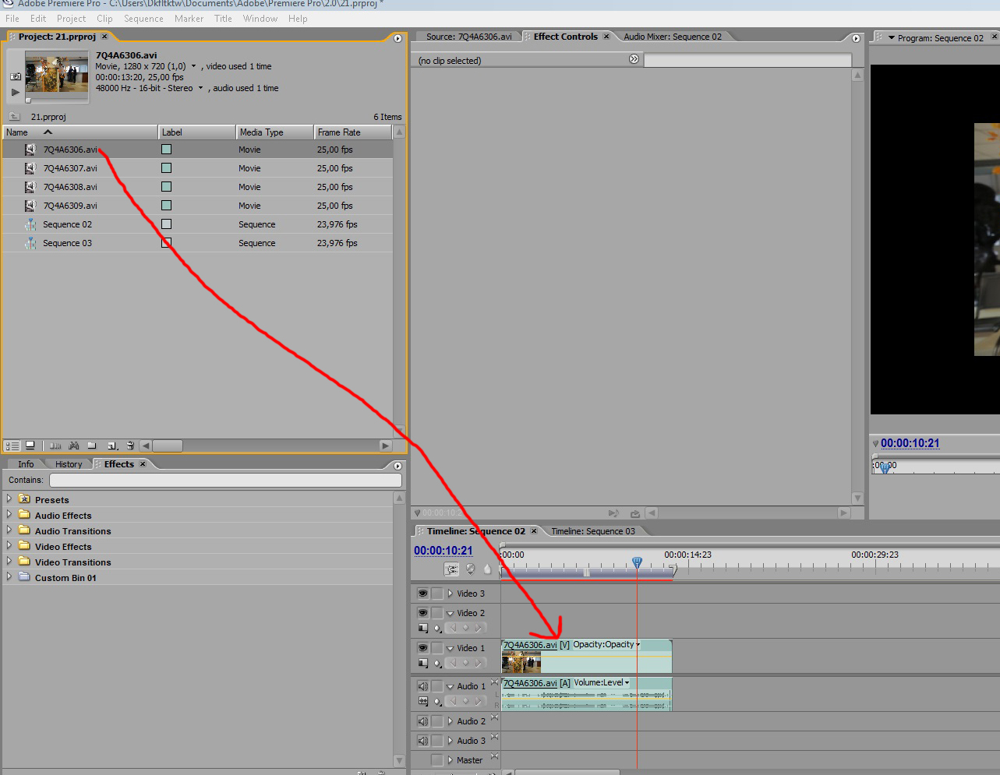 Adobe Premiere Pro - C:\Users\Dkfltktw\Documents\Adobe\Premiere Pro\2.0\21.prproj *
File Edit Project Clip Sequence Marker Title Window Help
Project: 21.prproj
7Q4A6306.avi
Movie, 1280 x 720 (1,0) , video used 1 time
00:00:13:20, 25,00 fps
48000 Hz - 16-bit - Stereo , audio used 1 time
21.prproj 6 Items
Name Label Media Type Frame Rate
7Q4A6306.avi Movie 25,00 fps
7Q4A6307.avi Movie 25,00 fps
7Q4A6308.avi Movie 25,00 fps
7Q4A6309.avi Movie 25,00 fps
Sequence 02 Sequence 23,976 fps
Sequence 03 Sequence 23,976 fps
Info History Effects
Contains:
Presets
Audio Effects
Audio Transitions
Video Effects
Video Transitions
Custom Bin 01
Source: 7Q4A6306.avi Effect Controls Audio Mixer: Sequence 02
(no clip selected)
Program: Sequence 02
00:00:10:21
Timeline: Sequence 02 Timeline: Sequence 03
00:00:10:21 :00:00 00:00:14:23 00:00:29:23
Video 3
Video 2
Video 1 7Q4A6306.avi [V] Opacity:Opacity
Audio 1 7Q4A6306.avi [A] Volume:Level
L
R
Audio 2
Audio 3
Master